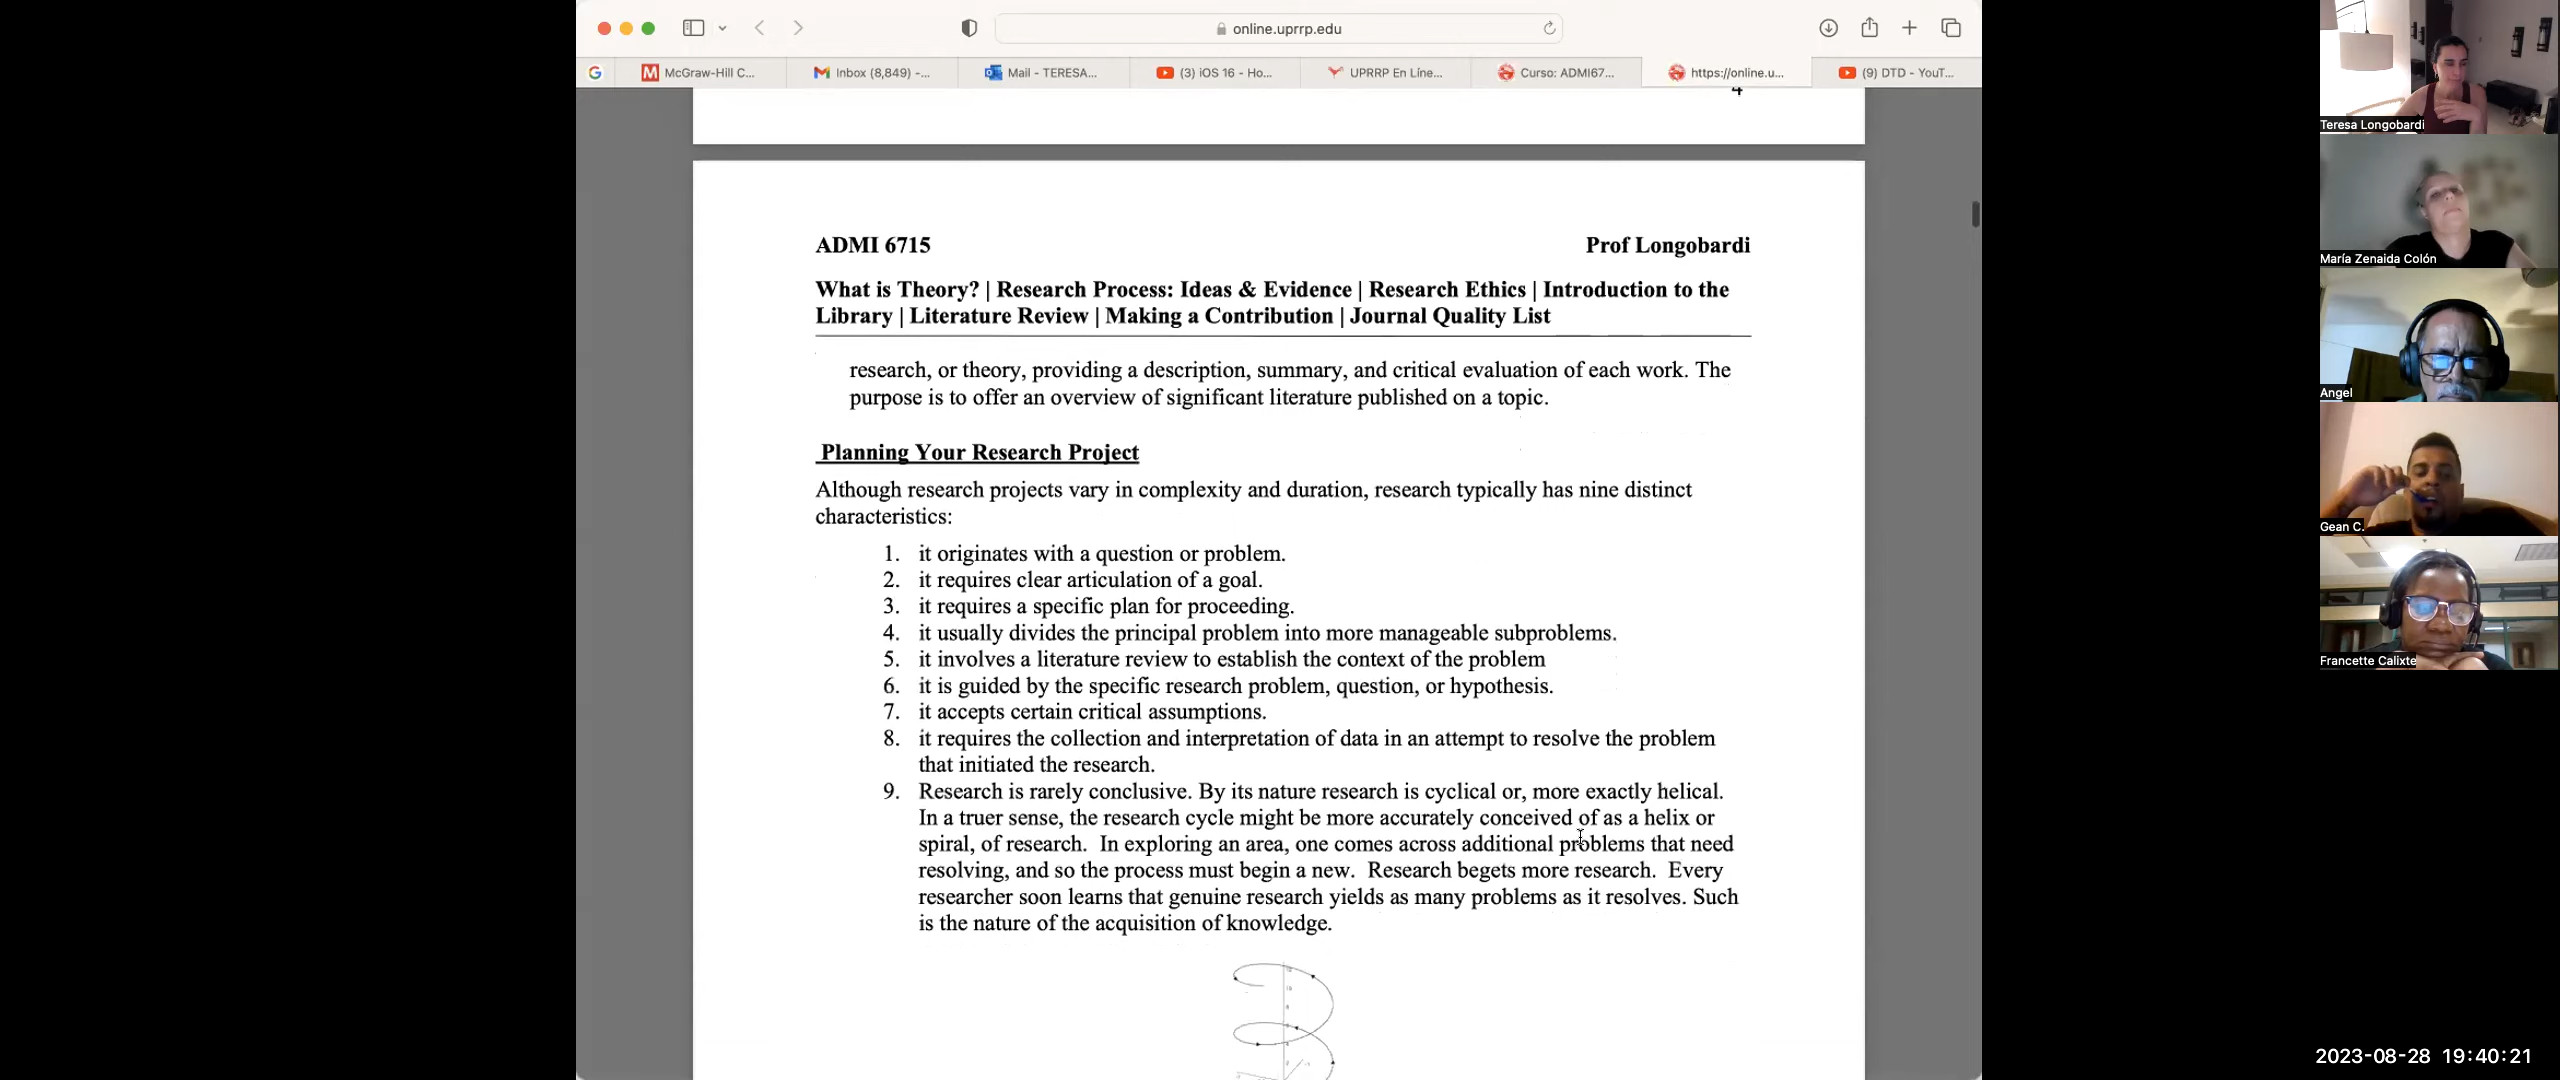 online.uprrp.edu
McGraw-Hill C...
Inbox (8,849) -...
Mail - TERESA...
(3) iOS 16 - Ho...
UPRRP En Líne...
Curso: ADMI67...
https://online.u...
(9) DTD - YouT...
4
ADMI 6715 Prof Longobardi
What is Theory? | Research Process: Ideas & Evidence | Research Ethics | Introduction to the
Library | Literature Review | Making a Contribution | Journal Quality List
research, or theory, providing a description, summary, and critical evaluation of each work. The
purpose is to offer an overview of significant literature published on a topic.
Planning Your Research Project
Although research projects vary in complexity and duration, research typically has nine distinct
characteristics:
1. it originates with a question or problem.
2. it requires clear articulation of a goal.
3. it requires a specific plan for proceeding.
4. it usually divides the principal problem into more manageable subproblems.
5. it involves a literature review to establish the context of the problem
6. it is guided by the specific research problem, question, or hypothesis.
7. it accepts certain critical assumptions.
8. it requires the collection and interpretation of data in an attempt to resolve the problem
that initiated the research.
9. Research is rarely conclusive. By its nature research is cyclical or, more exactly helical.
In a truer sense, the research cycle might be more accurately conceived of as a helix or
spiral, of research. In exploring an area, one comes across additional problems that need
resolving, and so the process must begin a new. Research begets more research. Every
researcher soon learns that genuine research yields as many problems as it resolves. Such
is the nature of the acquisition of knowledge.
Teresa Longobardi
María Zenaida Colón
Angel
Gean C.
Francette Calixte
2023-08-28 19:40:21